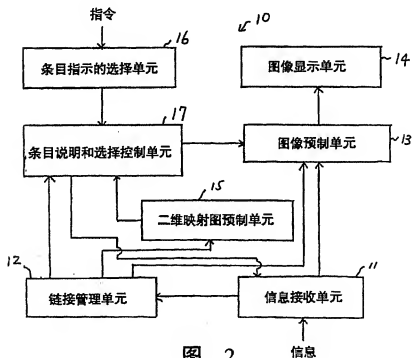 指令
10
16
条目指示的选择单元
图像显示单元
14
17
条目说明和选择控制单元
图像预制单元
13
15
二维映射图预制单元
12
链接管理单元
信息接收单元
11
图 2
信息